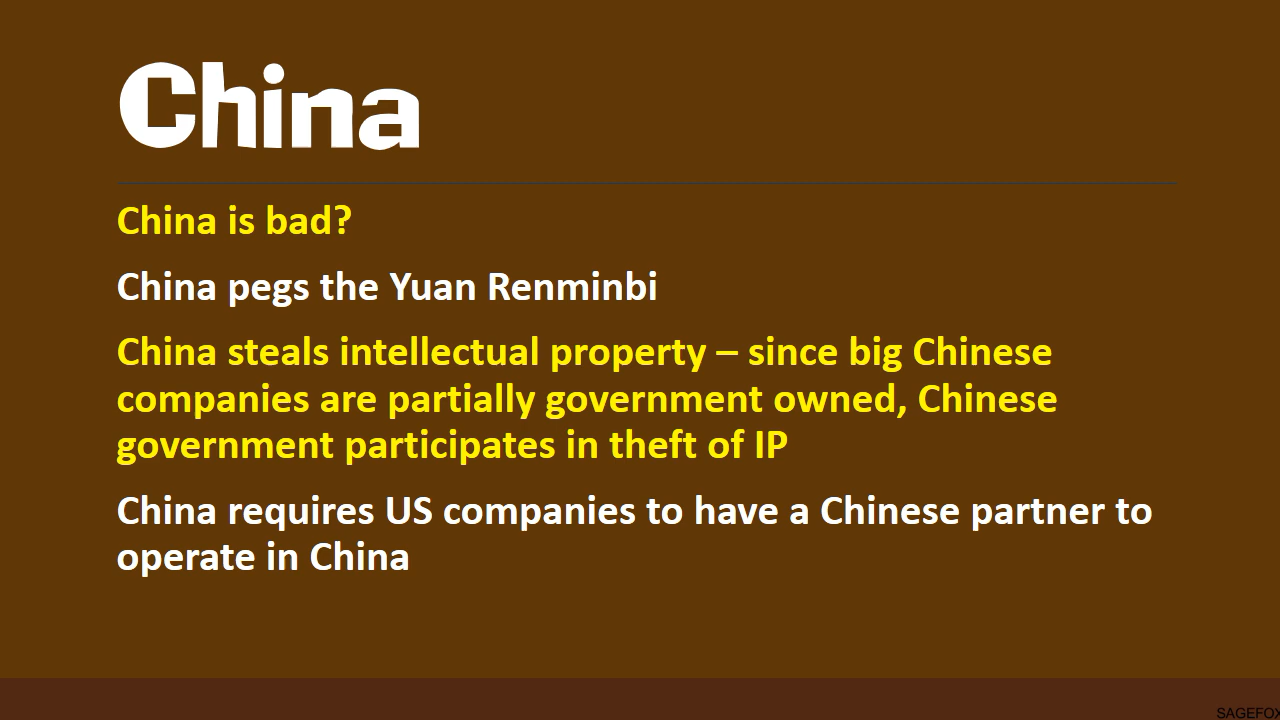 China
China is bad?
China pegs the Yuan Renminbi
China steals intellectual property – since big Chinese
companies are partially government owned, Chinese
government participates in theft of IP
China requires US companies to have a Chinese partner to
operate in China
SAGEFOX